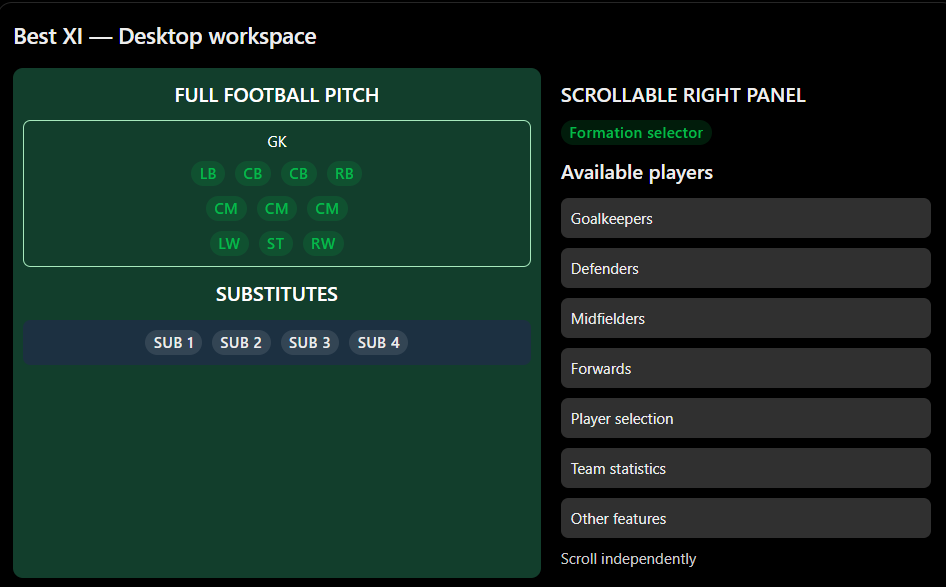 Best XI — Desktop workspace
FULL FOOTBALL PITCH
GK
LB CB CB RB
CM CM CM
LW ST RW
SUBSTITUTES
SUB 1 SUB 2 SUB 3 SUB 4
SCROLLABLE RIGHT PANEL
Formation selector
Available players
Goalkeepers
Defenders
Midfielders
Forwards
Player selection
Team statistics
Other features
Scroll independently